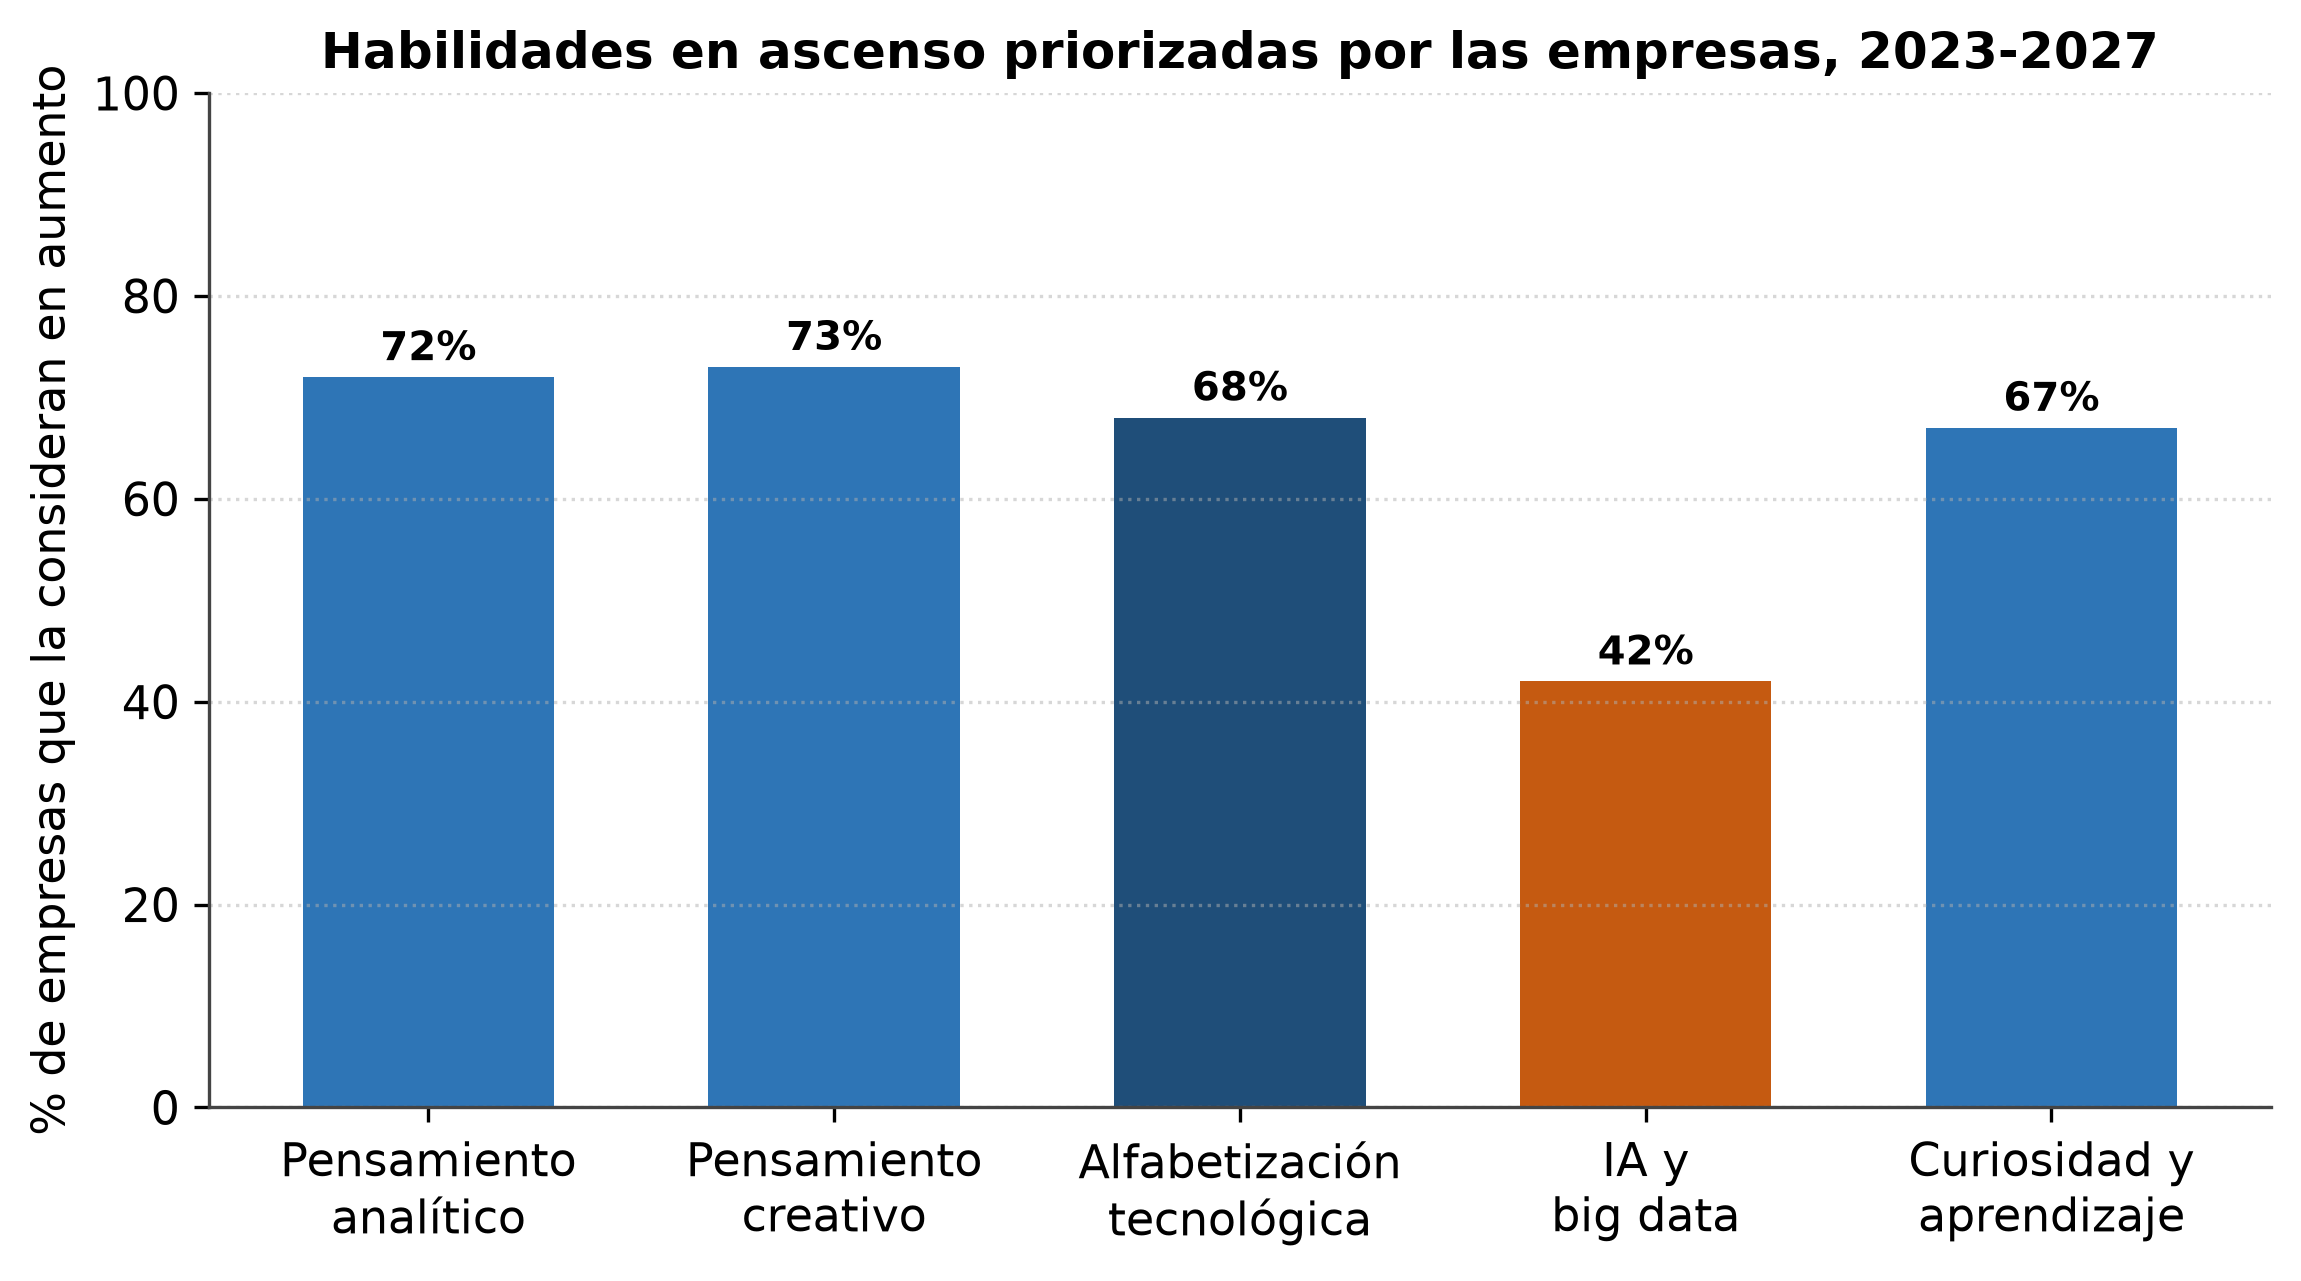 Habilidades en ascenso priorizadas por las empresas, 2023-2027
% de empresas que la consideran en aumento
100
80
60
40
20
0
72%
73%
68%
42%
67%
Pensamiento
analítico
Pensamiento
creativo
Alfabetización
tecnológica
IA y
big data
Curiosidad y
aprendizaje